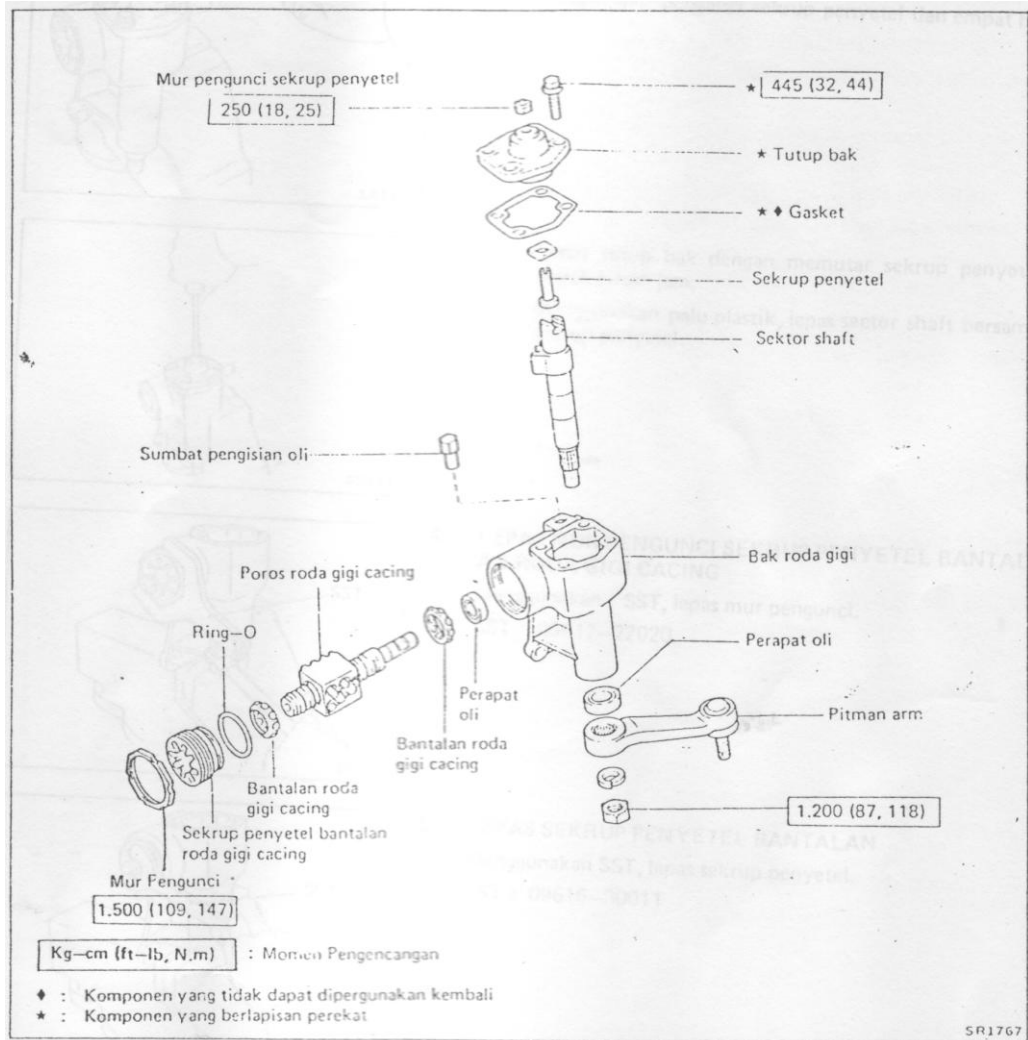 Mur pengunci sekrup penyetel
250 (18, 25)
★ 445 (32, 44)
★ Tutup bak
★ ♦ Gasket
Sekrup penyetel
Sektor shaft
Sumbat pengisian oli
Bak roda gigi
Poros roda gigi cacing
Ring–O
Perapat oli
Perapat
oli
Pitman arm
Bantalan roda
gigi cacing
Bantalan roda
gigi cacing
1.200 (87, 118)
Sekrup penyetel bantalan
roda gigi cacing
Mur Pengunci
1.500 (109, 147)
Kg–cm (ft–lb, N.m) : Momen Pengencangan
♦ : Komponen yang tidak dapat dipergunakan kembali
★ : Komponen yang berlapisan perekat
SR1767